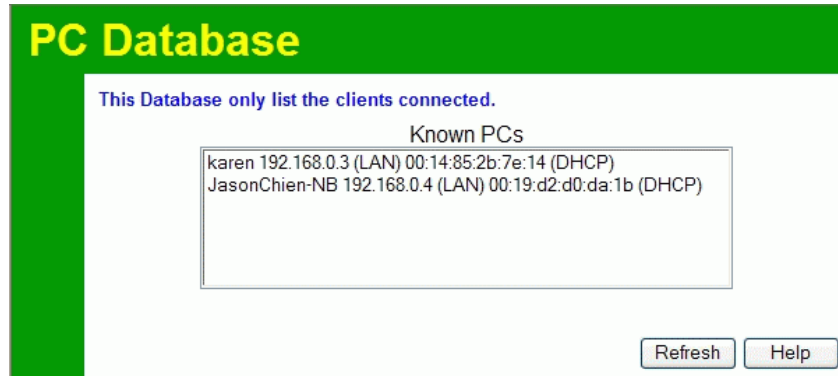 PC Database
This Database only list the clients connected.
Known PCs
karen 192.168.0.3 (LAN) 00:14:85:2b:7e:14 (DHCP)
JasonChien-NB 192.168.0.4 (LAN) 00:19:d2:d0:da:1b (DHCP)
Refresh Help